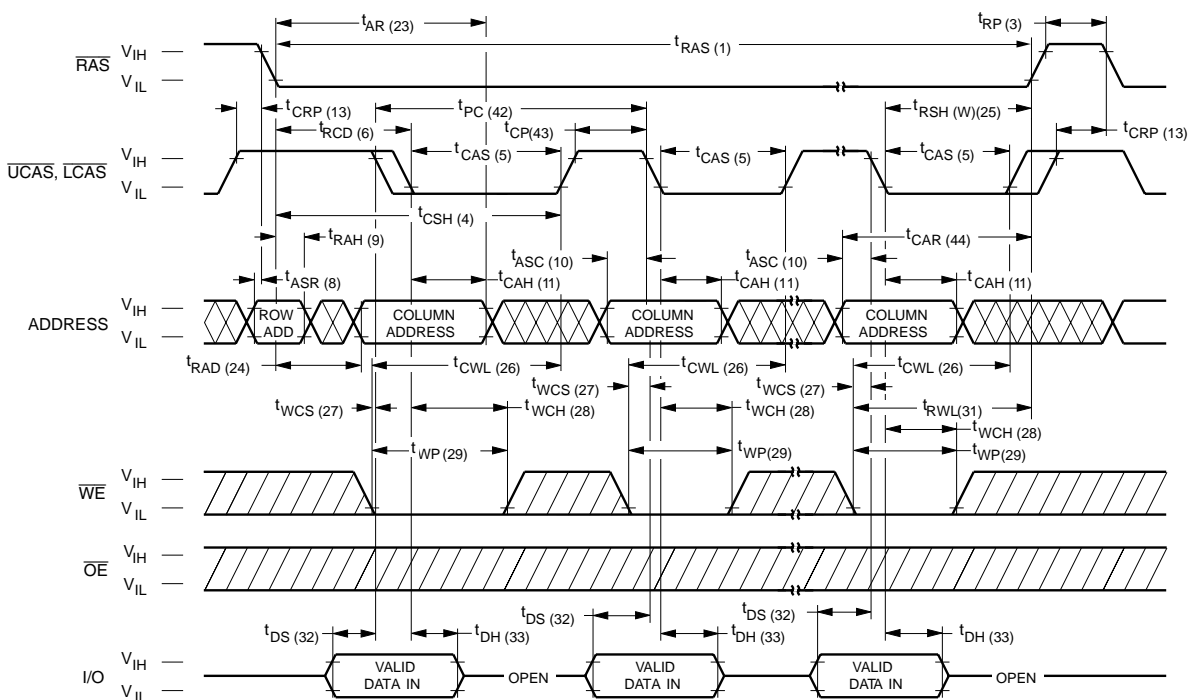 tAR (23)
tRP (3)
tRAS (1)
RAS
VIH
VIL
tCRP (13)
tPC (42)
tRSH (W)(25)
tRCD (6)
tCP(43)
tCRP (13)
UCAS, LCAS
VIH
VIL
tCAS (5)
tCAS (5)
tCAS (5)
tCSH (4)
tRAH (9)
tCAR (44)
tASC (10)
tASC (10)
tASR (8)
tCAH (11)
tCAH (11)
tCAH (11)
ADDRESS
VIH
VIL
ROW
ADD
COLUMN
ADDRESS
COLUMN
ADDRESS
COLUMN
ADDRESS
tRAD (24)
tCWL (26)
tCWL (26)
tCWL (26)
tWCS (27)
tWCS (27)
tWCS (27)
tWCH (28)
tWCH (28)
tRWL(31)
tWCH (28)
tWP(29)
tWP(29)
tWP(29)
WE
VIH
VIL
OE
VIH
VIL
tDS (32)
tDH (33)
tDS (32)
tDH (33)
tDS (32)
tDH (33)
I/O
VIH
VIL
VALID
DATA IN
OPEN
VALID
DATA IN
VALID
DATA IN
OPEN